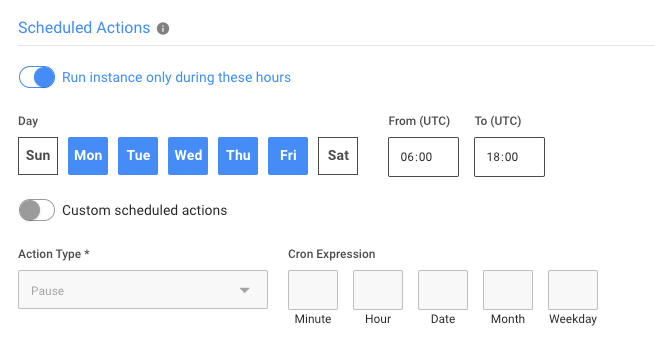 Scheduled Actions
Run instance only during these hours
Day From (UTC) To (UTC)
Sun Mon Tue Wed Thu Fri Sat 06:00 18:00
Custom scheduled actions
Action Type * Cron Expression
Pause
Minute Hour Date Month Weekday